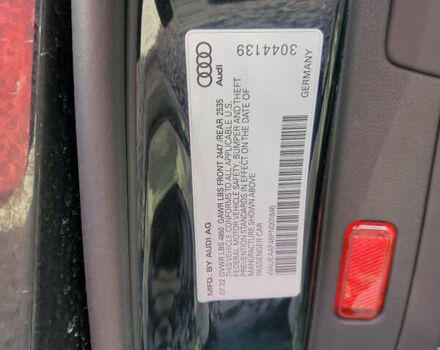 Audi
3044139
GERMANY
MFD. BY AUDI AG
07 22 GVWR LBS 4860 GAWR LBS FRONT 2447 /REAR 2535
THIS VEHICLE CONFORMS TO ALL APPLICABLE U.S.
FEDERAL MOTOR VEHICLE SAFETY, BUMPER AND THEFT
PREVENTION STANDARDS IN EFFECT ON THE DATE OF
MANUFACTURE SHOWN ABOVE.
PASSENGER CAR
WAUEAAF48PN001846